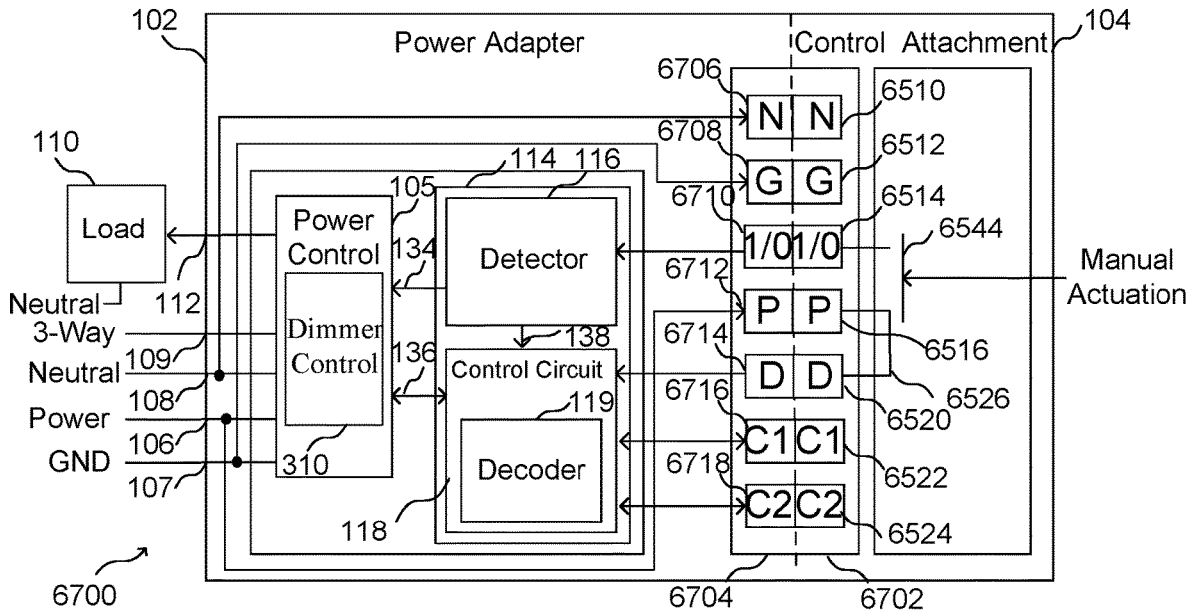 102
Power Adapter
Control Attachment
104
6706
N N
6510
110
6708
114
116
G G
6512
Load
105
Power
Control
6710
1/0 1/0
6514
6544
134
Detector
Manual
Actuation
112
6712
Neutral
3-Way
138
P P
Dimmer
Control
6714
6516
109
136
Control Circuit
Neutral
D D
108
119
6716
6520
6526
Power
C1 C1
106
Decoder
GND
310
6718
6522
107
C2 C2
118
6524
6700
6704
6702